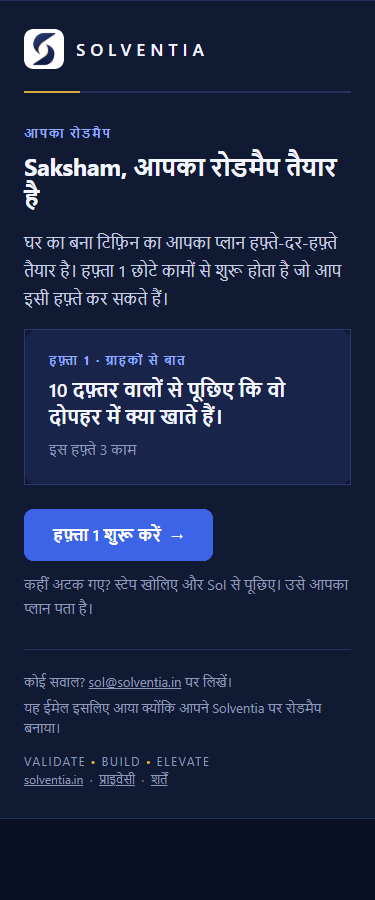 SOLVENTIA
आपका रोडमैप
Saksham, आपका रोडमैप तैयार
है
घर का बना टिफ़िन का आपका प्लान हफ़्ते-दर-हफ़्ते
तैयार है। हफ़्ता 1 छोटे कामों से शुरू होता है जो आप
इसी हफ़्ते कर सकते हैं।
हफ़्ता 1 · ग्राहकों से बात
10 दफ़्तर वालों से पूछिए कि वो
दोपहर में क्या खाते हैं।
इस हफ़्ते 3 काम
हफ़्ता 1 शुरू करें →
कहीं अटक गए? स्टेप खोलिए और Sol से पूछिए। उसे आपका
प्लान पता है।
कोई सवाल? sol@solventia.in पर लिखें।
यह ईमेल इसलिए आया क्योंकि आपने Solventia पर रोडमैप
बनाया।
VALIDATE • BUILD • ELEVATE
solventia.in · प्राइवेसी · शर्तें